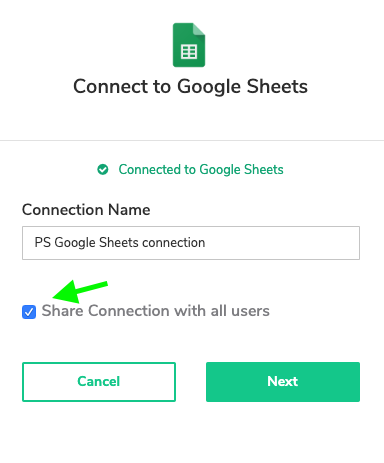 Connect to Google Sheets
Connected to Google Sheets
Connection Name
PS Google Sheets connection
Share Connection with all users
Cancel
Next